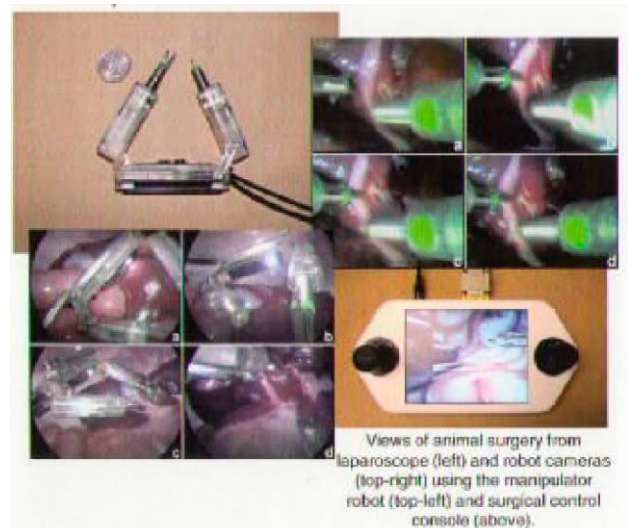 a
b
c
d
a
b
c
d
Views of animal surgery from
laparoscope (left) and robot cameras
(top-right) using the manipulator
robot (top-left) and surgical control
console (above).